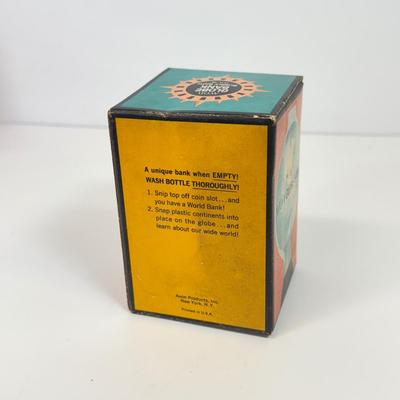 GLOBE
BANK
A unique bank when EMPTY!
WASH BOTTLE THOROUGHLY!
1. Snip top off coin slot...and
you have a World Bank!
2. Snap plastic continents into
place on the globe...and
learn about our wide world!
Avon Products, Inc.
New York, N. Y.
Printed in U.S.A.